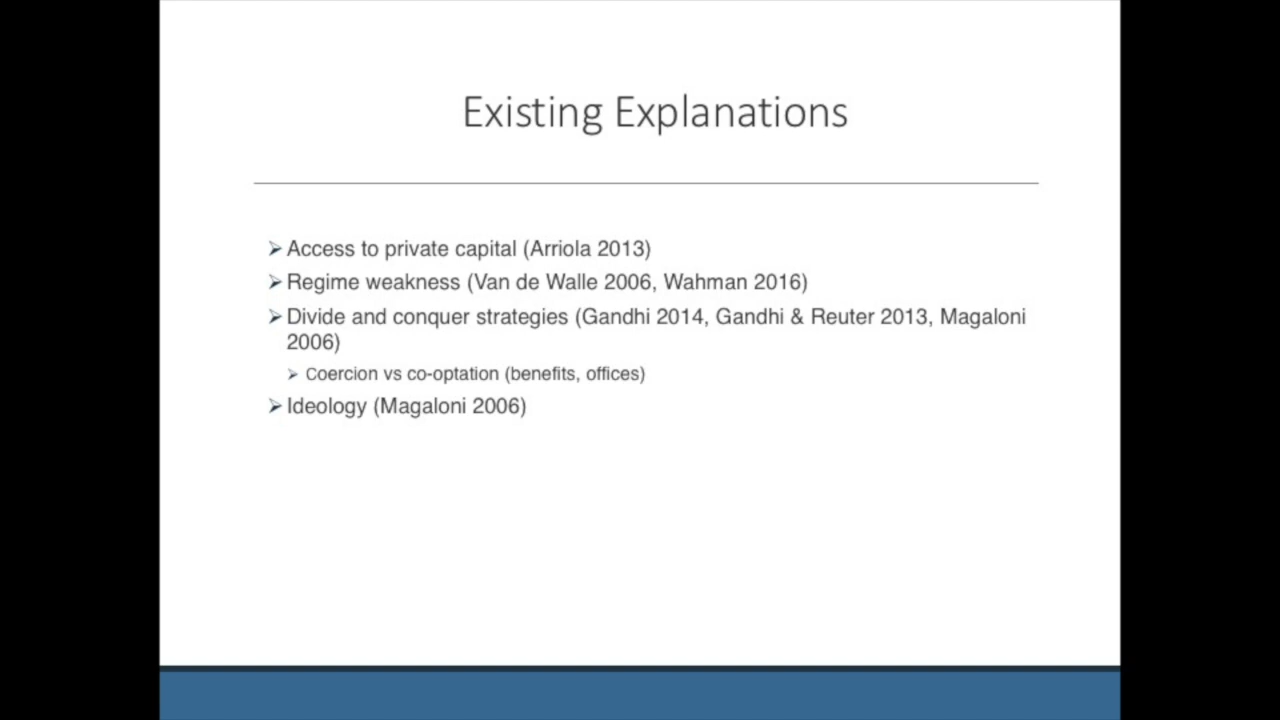 Existing Explanations
➢ Access to private capital (Arriola 2013)
➢ Regime weakness (Van de Walle 2006, Wahman 2016)
➢ Divide and conquer strategies (Gandhi 2014, Gandhi & Reuter 2013, Magaloni
2006)
➢ Coercion vs co-optation (benefits, offices)
➢ Ideology (Magaloni 2006)